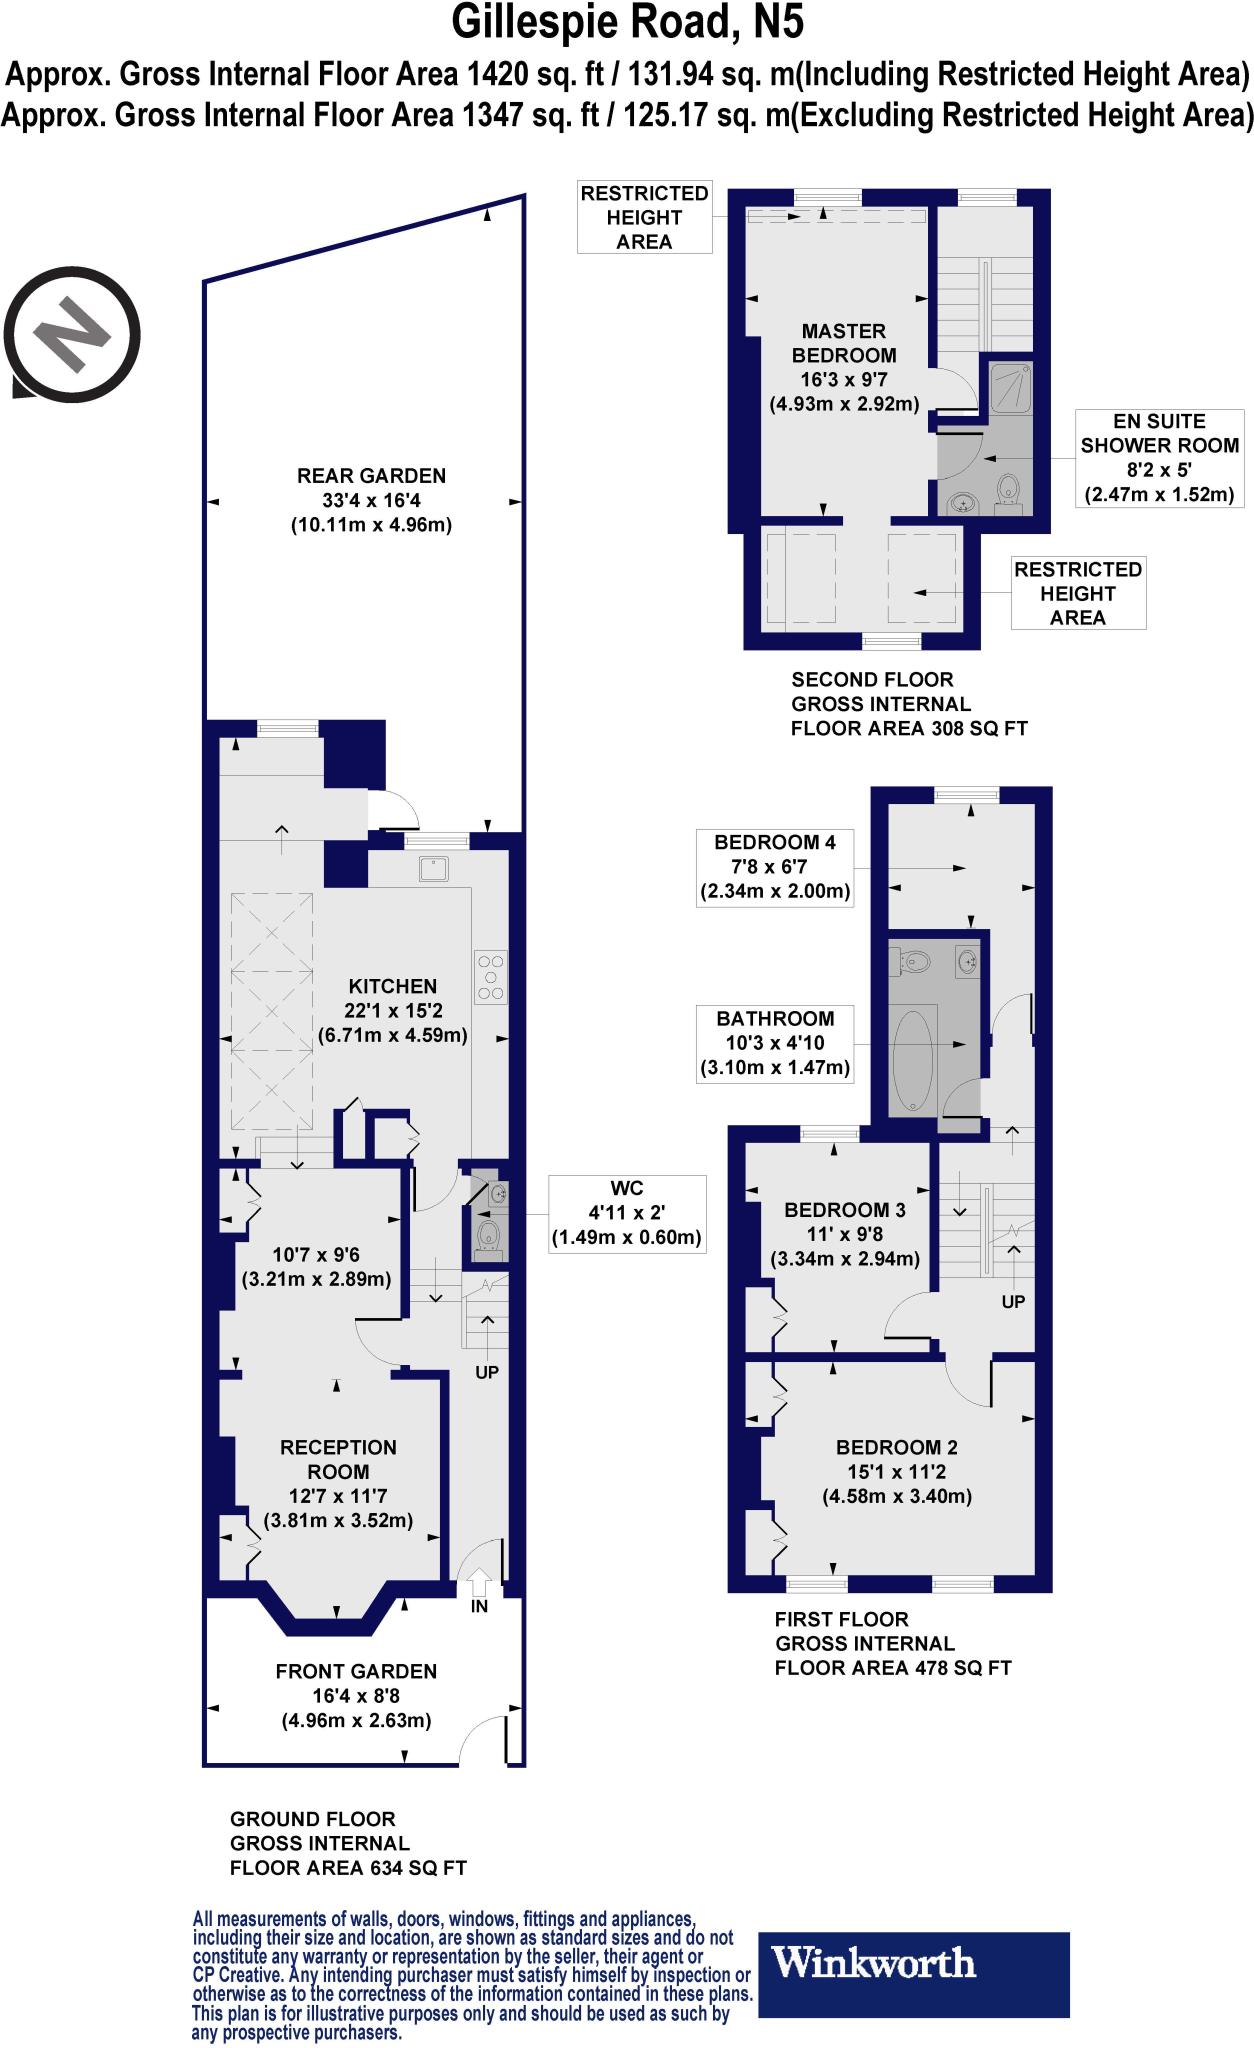 Gillespie Road, N5
Approx. Gross Internal Floor Area 1420 sq. ft / 131.94 sq. m(Including Restricted Height Area)
Approx. Gross Internal Floor Area 1347 sq. ft / 125.17 sq. m(Excluding Restricted Height Area)
N
REAR GARDEN
33'4 x 16'4
(10.11m x 4.96m)
KITCHEN
22'1 x 15'2
(6.71m x 4.59m)
WC
4'11 x 2'
(1.49m x 0.60m)
10'7 x 9'6
(3.21m x 2.89m)
UP
RECEPTION
ROOM
12'7 x 11'7
(3.81m x 3.52m)
IN
FRONT GARDEN
16'4 x 8'8
(4.96m x 2.63m)
GROUND FLOOR
GROSS INTERNAL
FLOOR AREA 634 SQ FT
RESTRICTED
HEIGHT
AREA
MASTER
BEDROOM
16'3 x 9'7
(4.93m x 2.92m)
EN SUITE
SHOWER ROOM
8'2 x 5'
(2.47m x 1.52m)
RESTRICTED
HEIGHT
AREA
SECOND FLOOR
GROSS INTERNAL
FLOOR AREA 308 SQ FT
BEDROOM 4
7'8 x 6'7
(2.34m x 2.00m)
BATHROOM
10'3 x 4'10
(3.10m x 1.47m)
BEDROOM 3
11' x 9'8
(3.34m x 2.94m)
UP
BEDROOM 2
15'1 x 11'2
(4.58m x 3.40m)
FIRST FLOOR
GROSS INTERNAL
FLOOR AREA 478 SQ FT
All measurements of walls, doors, windows, fittings and appliances,
including their size and location, are shown as standard sizes and do not
constitute any warranty or representation by the seller, their agent or
CP Creative. Any intending purchaser must satisfy himself by inspection or
otherwise as to the correctness of the information contained in these plans.
This plan is for illustrative purposes only and should be used as such by
any prospective purchasers.
Winkworth